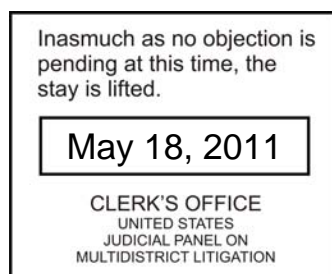 Inasmuch as no objection is
pending at this time, the
stay is lifted.
May 18, 2011
CLERK'S OFFICE
UNITED STATES
JUDICIAL PANEL ON
MULTIDISTRICT LITIGATION